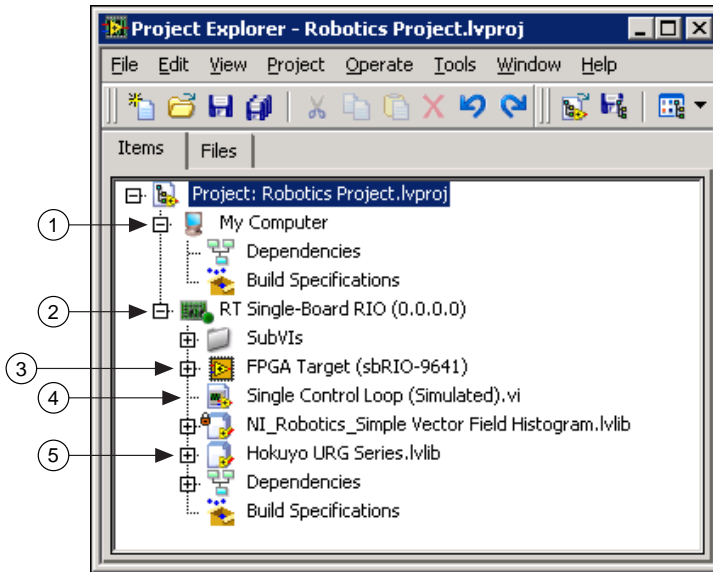 Project Explorer - Robotics Project.lvproj
File Edit View Project Operate Tools Window Help
Items Files
Project: Robotics Project.lvproj
1 My Computer
Dependencies
Build Specifications
2 RT Single-Board RIO (0.0.0.0)
SubVIs
3 FPGA Target (sbRIO-9641)
4 Single Control Loop (Simulated).vi
NI_Robotics_Simple Vector Field Histogram.lvlib
5 Hokuyo URG Series.lvlib
Dependencies
Build Specifications